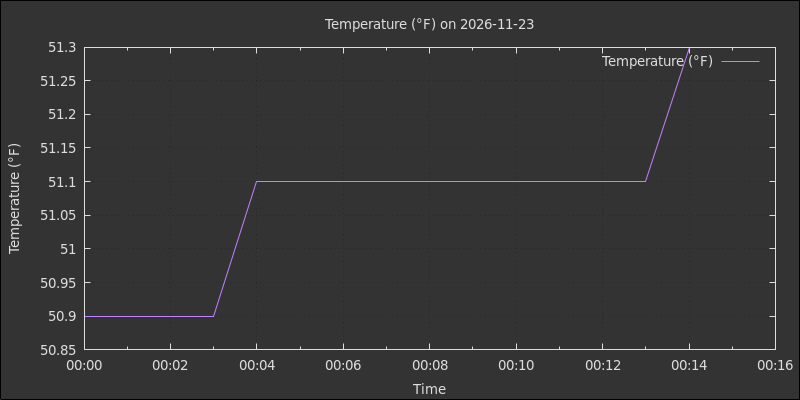 Temperature (°F) on 2026-11-23
51.3
51.25
51.2
51.15
51.1
51.05
51
50.95
50.9
50.85
Temperature (°F)
Temperature (°F)
00:00 00:02 00:04 00:06 00:08 00:10 00:12 00:14 00:16
Time